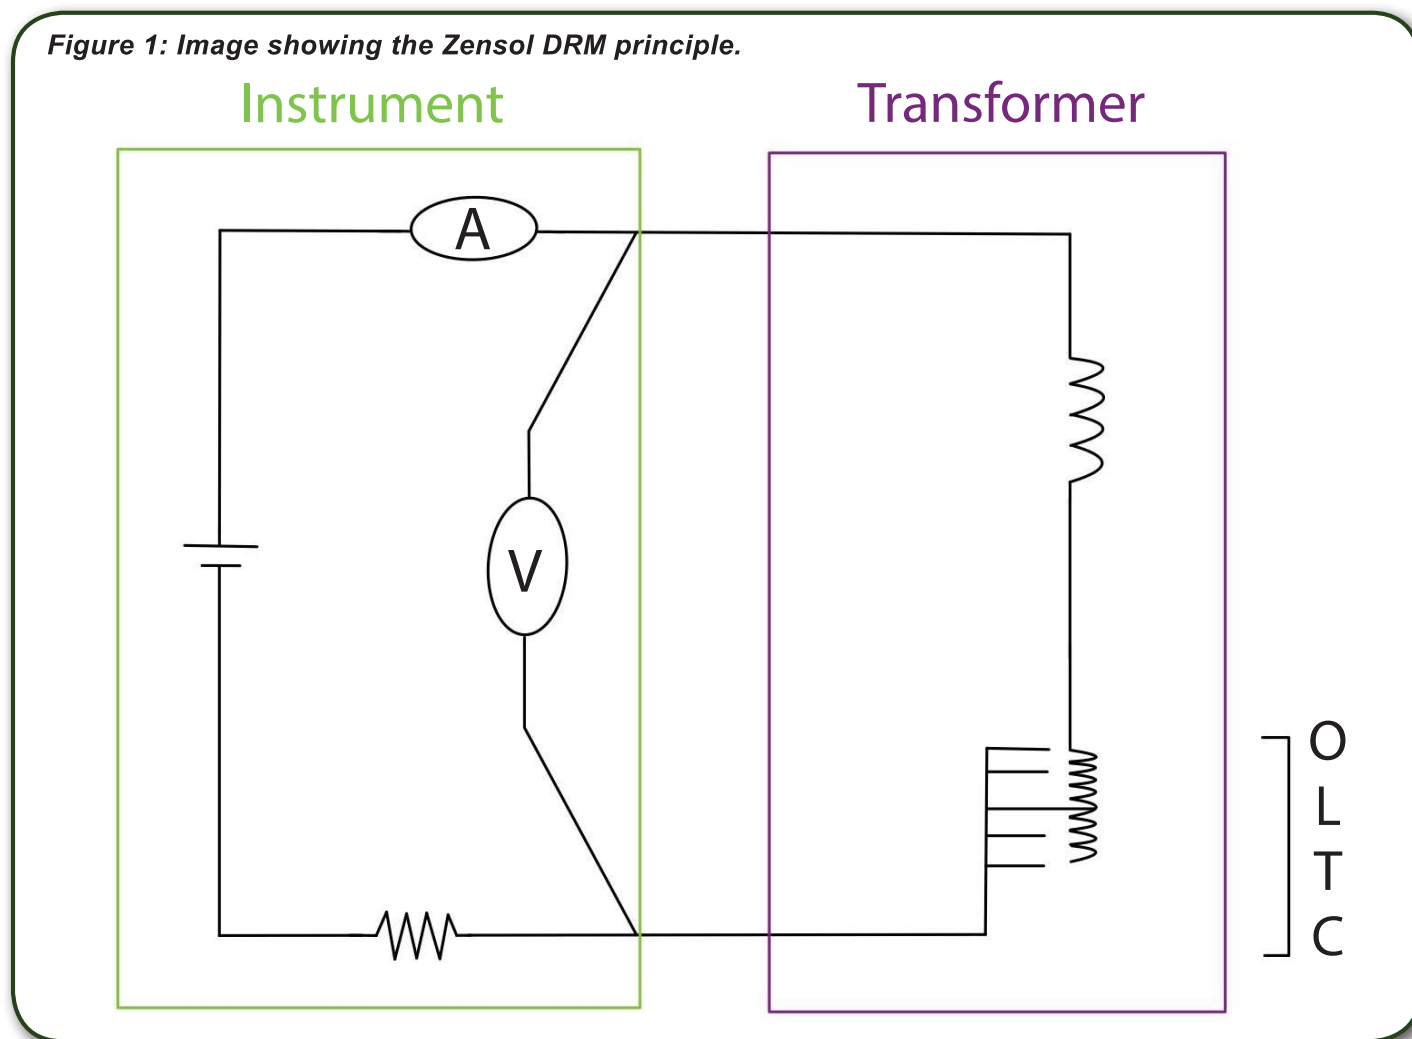 Figure 1: Image showing the Zensol DRM principle.
Instrument
Transformer
A
V
O
L
T
C